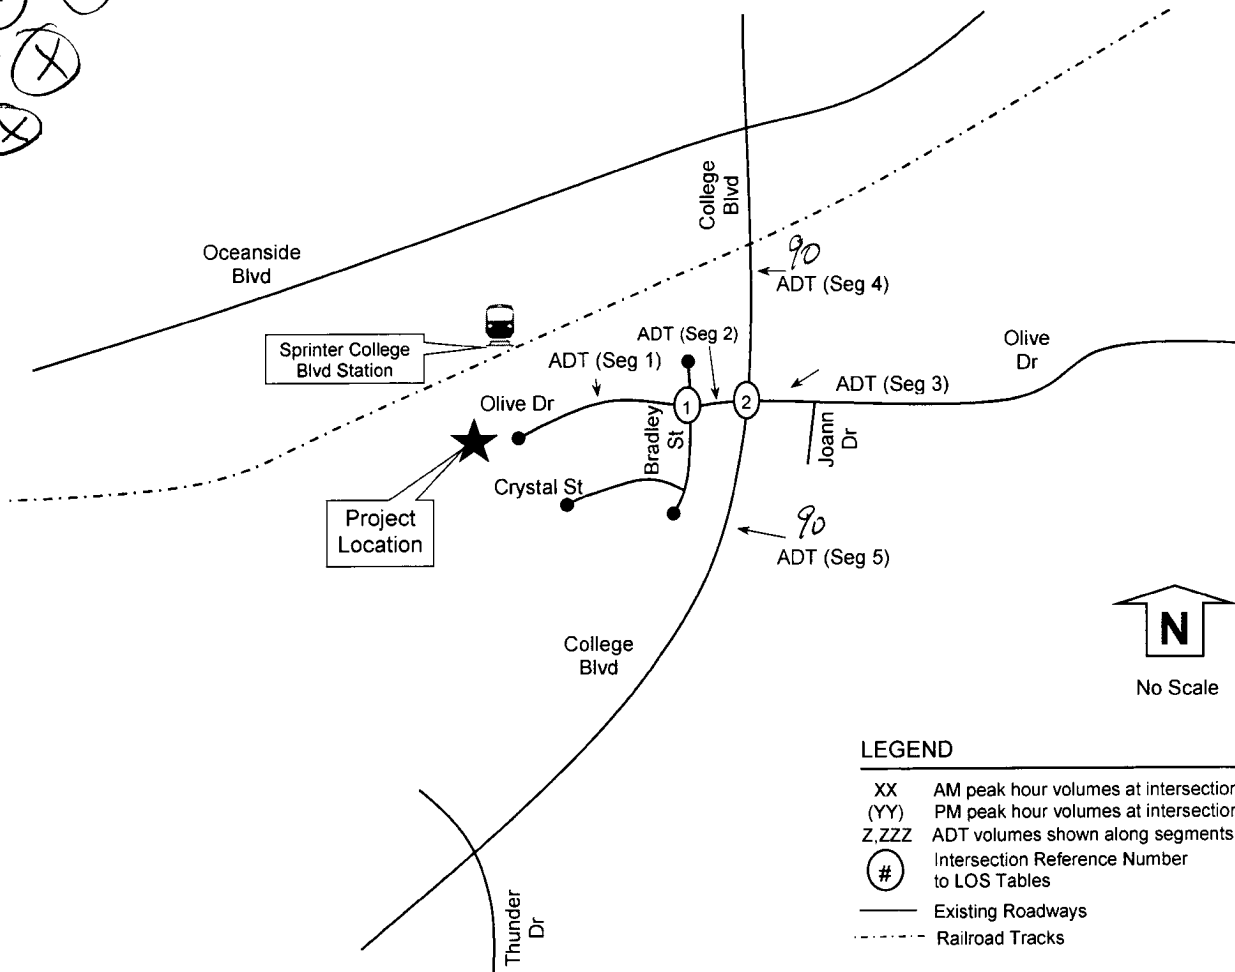 College
Blvd
Oceanside
Blvd
90
ADT (Seg 4)
Sprinter College
Blvd Station
ADT (Seg 2)
ADT (Seg 1)
Olive
Dr
ADT (Seg 3)
Olive Dr
1
2
Bradley
St
Joann
Dr
Crystal St
Project
Location
90
ADT (Seg 5)
N
No Scale
College
Blvd
LEGEND
XX AM peak hour volumes at intersection
(YY) PM peak hour volumes at intersection
Z,ZZZ ADT volumes shown along segments
# Intersection Reference Number
to LOS Tables
Existing Roadways
Railroad Tracks
Thunder
Dr